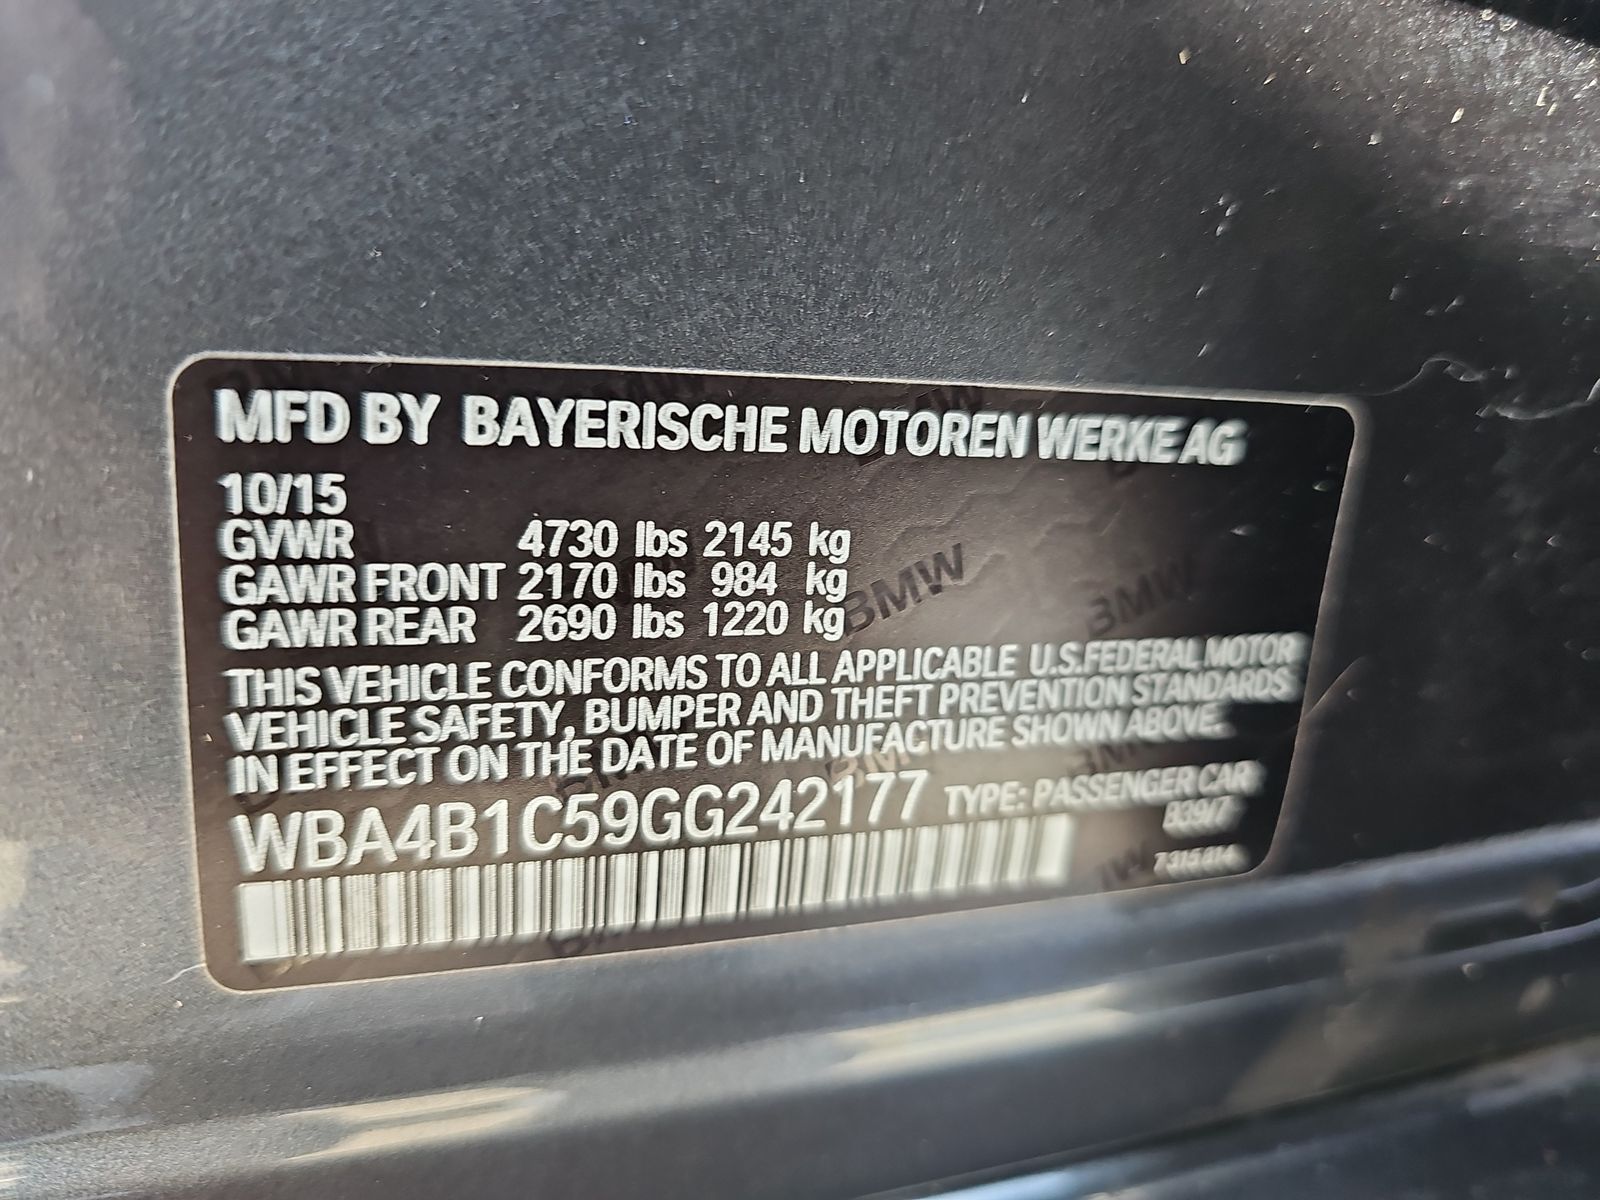 MFD BY BAYERISCHE MOTOREN WERKE AG
10/15
GVWR 4730 lbs 2145 kg
GAWR FRONT 2170 lbs 984 kg
GAWR REAR 2690 lbs 1220 kg
THIS VEHICLE CONFORMS TO ALL APPLICABLE U.S.FEDERAL MOTOR
VEHICLE SAFETY, BUMPER AND THEFT PREVENTION STANDARDS
IN EFFECT ON THE DATE OF MANUFACTURE SHOWN ABOVE.
WBA4B1C59GG242177 TYPE: PASSENGER CAR